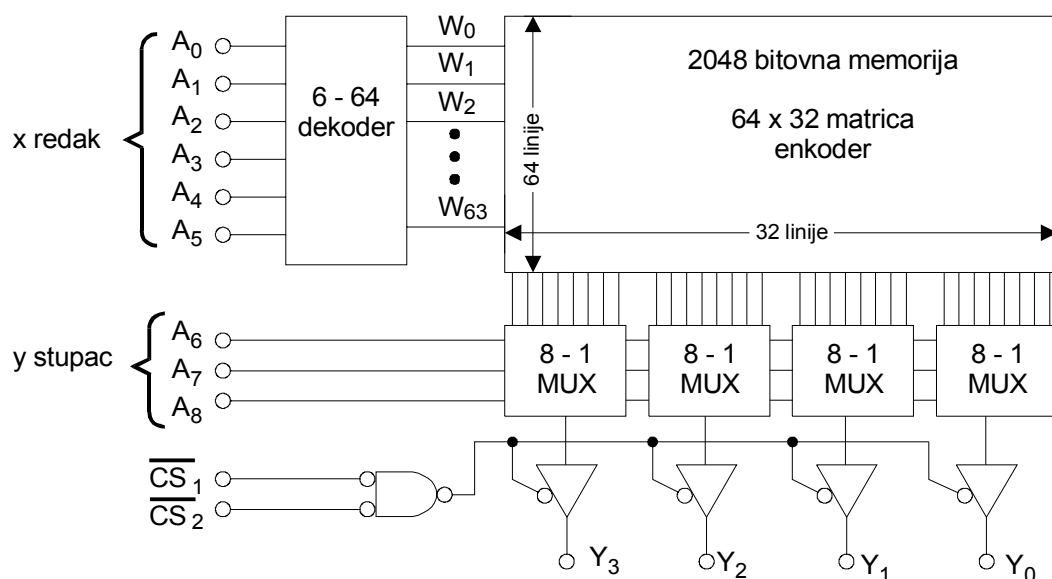 x redak
A0
A1
A2
A3
A4
A5
6 - 64
dekoder
W0
W1
W2
W63
2048 bitovna memorija
64 x 32 matrica
enkoder
64 linije
32 linije
y stupac
A6
A7
A8
8 - 1
MUX
8 - 1
MUX
8 - 1
MUX
8 - 1
MUX
CS1
CS2
Y3
Y2
Y1
Y0